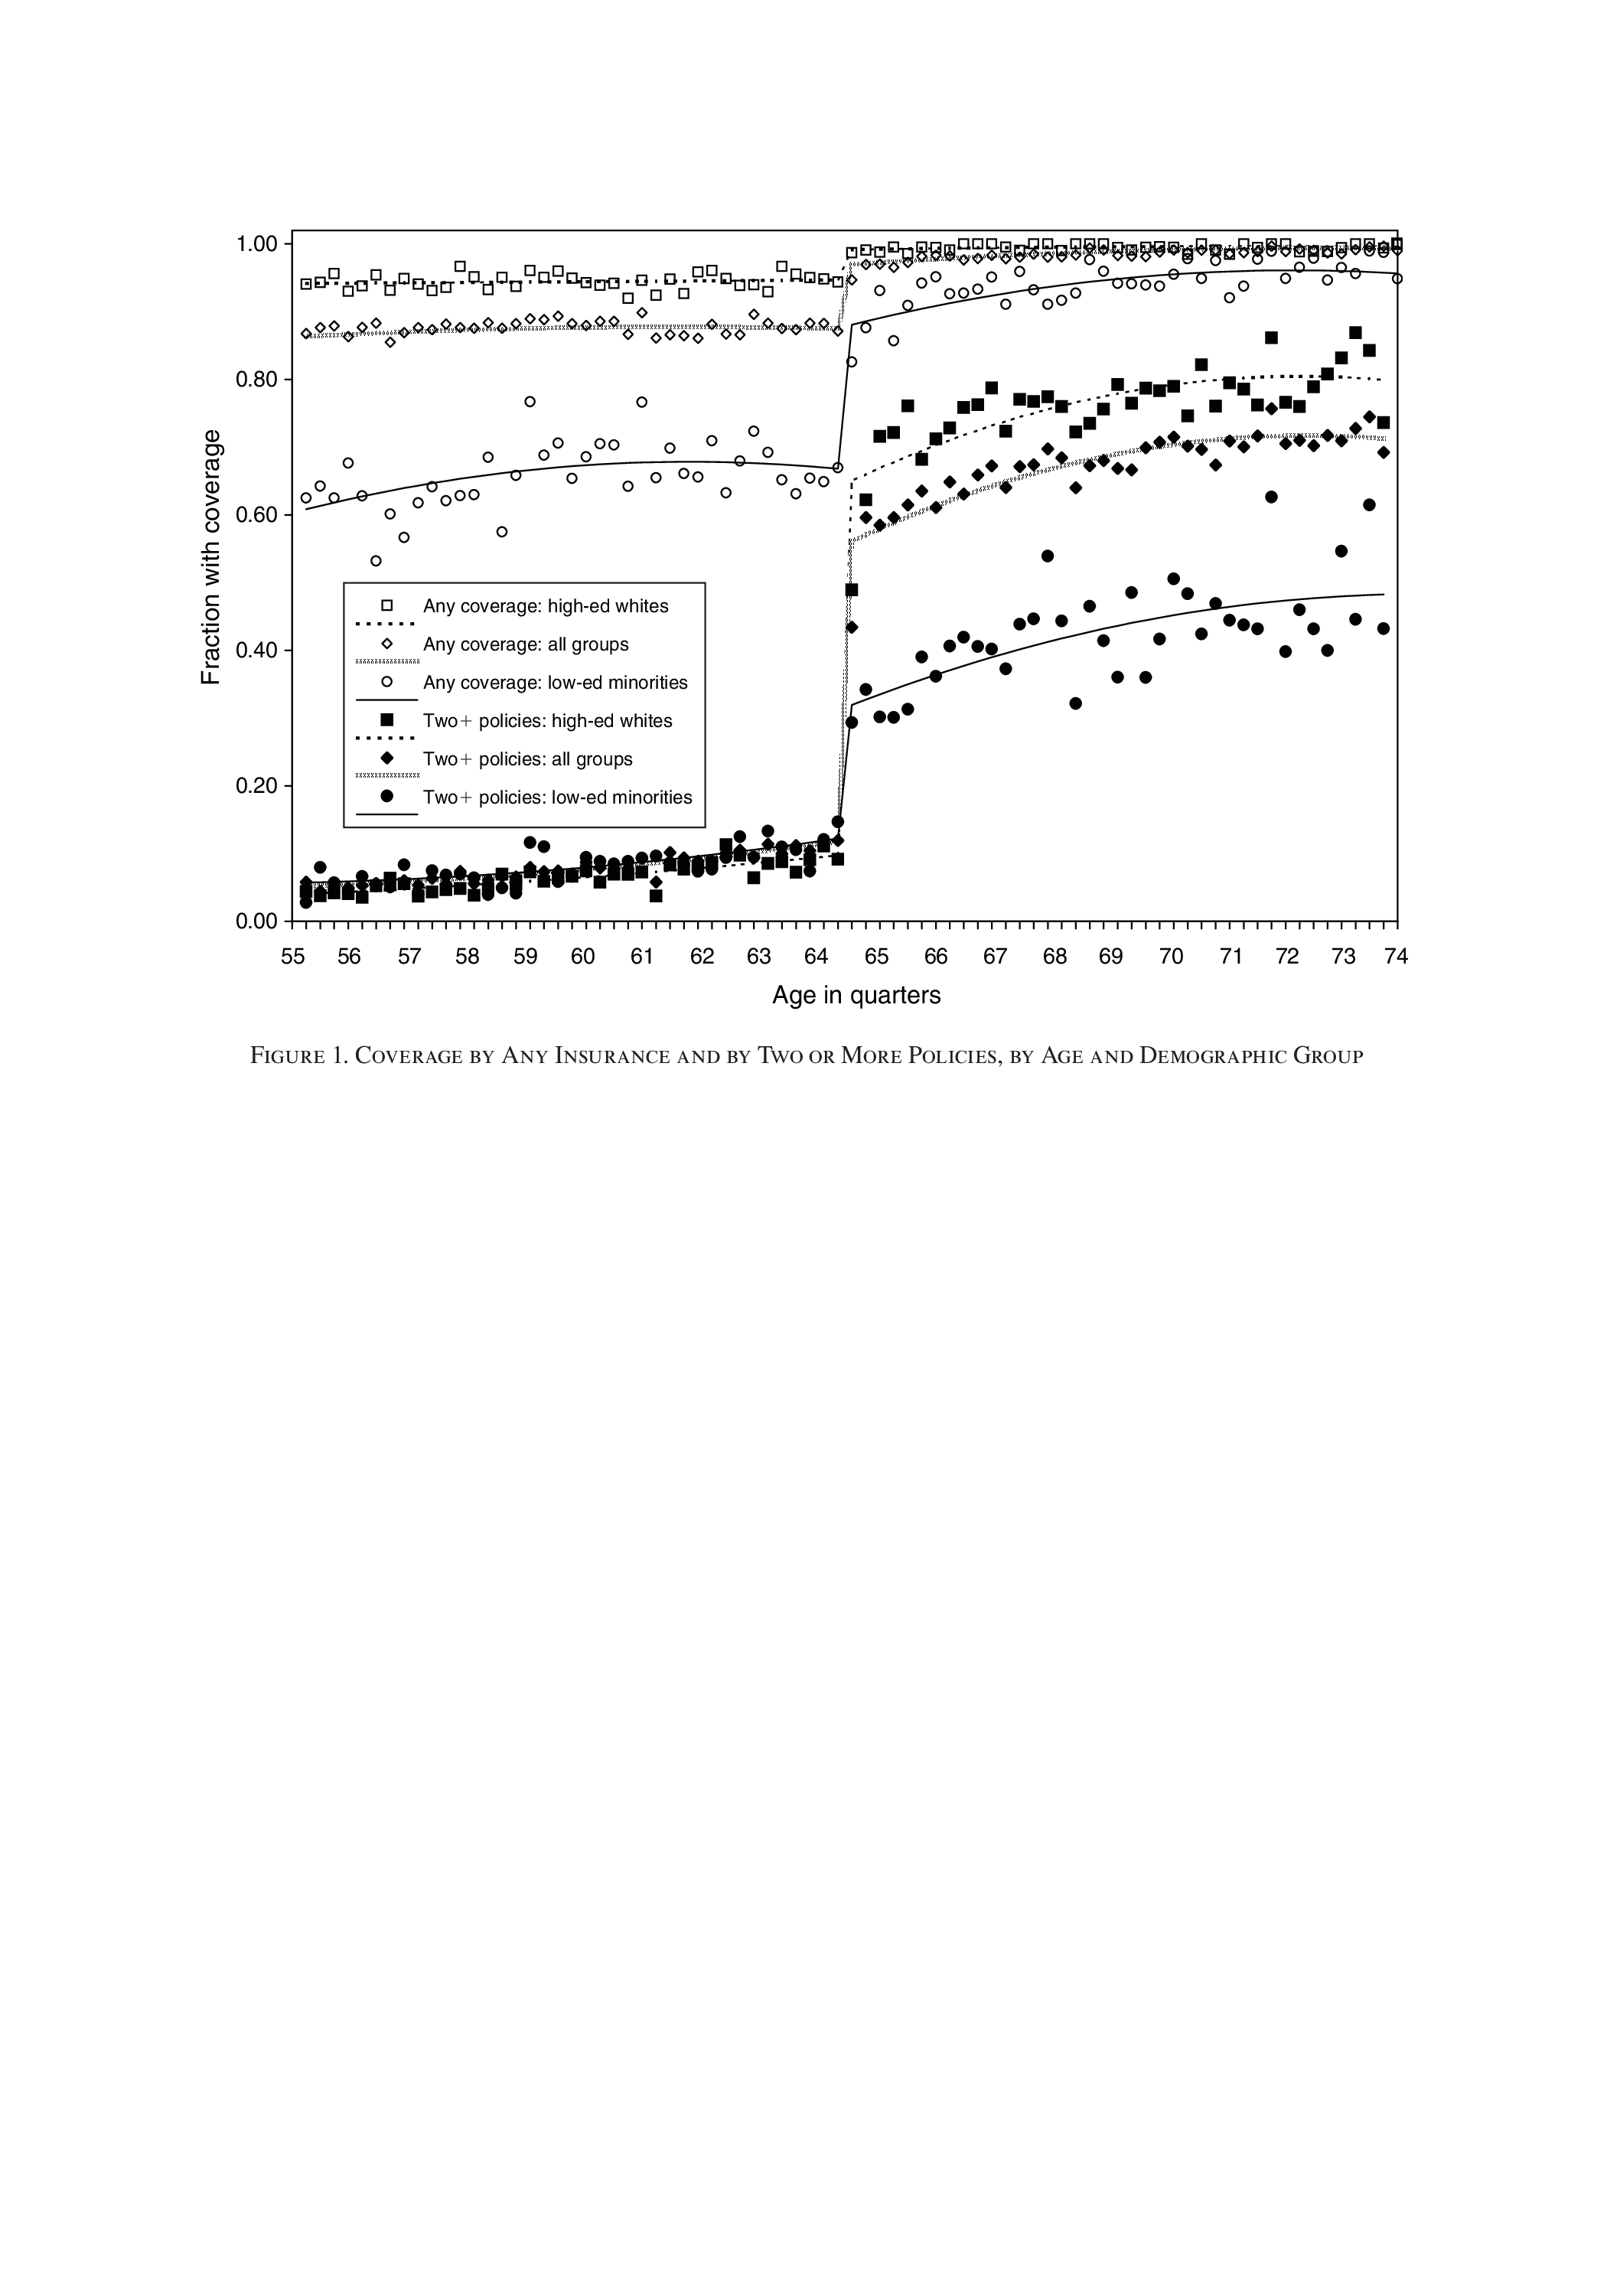 1.00
0.80
0.60
0.40
0.20
0.00
Fraction with coverage
Any coverage: high-ed whites
Any coverage: all groups
Any coverage: low-ed minorities
Two+ policies: high-ed whites
Two+ policies: all groups
Two+ policies: low-ed minorities
55 56 57 58 59 60 61 62 63 64 65 66 67 68 69 70 71 72 73 74
Age in quarters
Figure 1. Coverage by Any Insurance and by Two or More Policies, by Age and Demographic Group